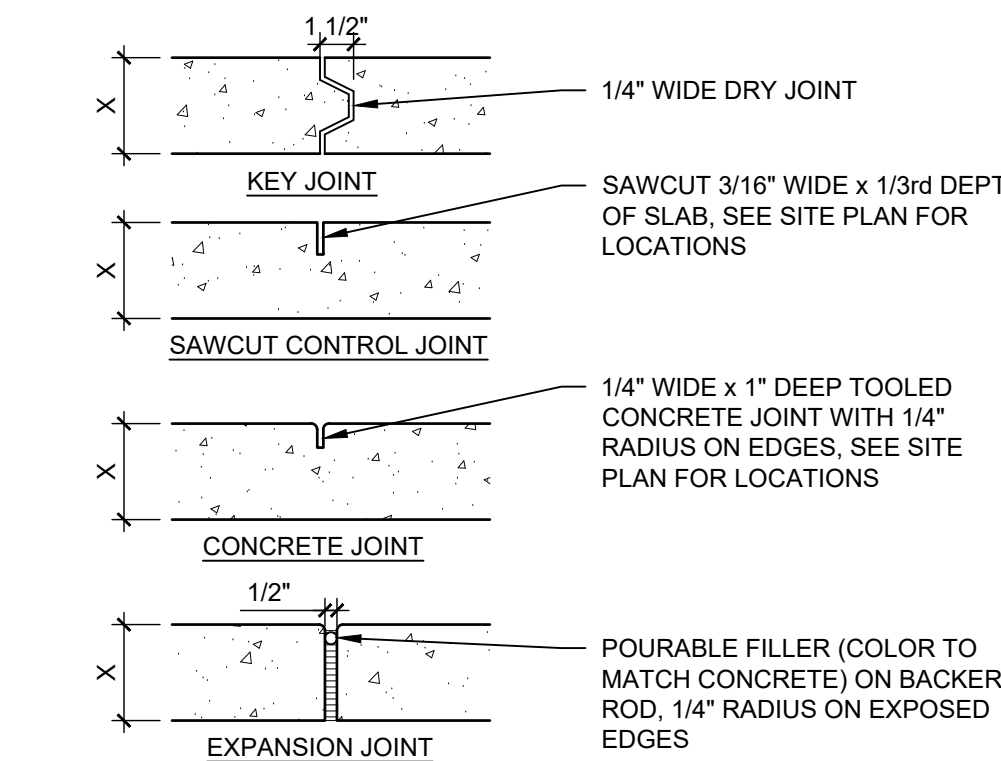 1 1/2"
X
1/4" WIDE DRY JOINT
KEY JOINT
SAWCUT 3/16" WIDE x 1/3rd DEPT
OF SLAB, SEE SITE PLAN FOR
LOCATIONS
X
SAWCUT CONTROL JOINT
1/4" WIDE x 1" DEEP TOOLED
CONCRETE JOINT WITH 1/4"
RADIUS ON EDGES, SEE SITE
PLAN FOR LOCATIONS
X
CONCRETE JOINT
1/2"
X
POURABLE FILLER (COLOR TO
MATCH CONCRETE) ON BACKER
ROD, 1/4" RADIUS ON EXPOSED
EDGES
EXPANSION JOINT